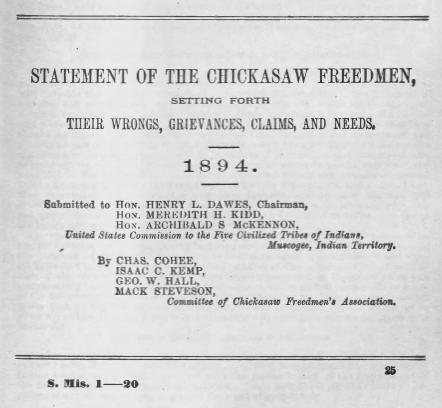 STATEMENT OF THE CHICKASAW FREEDMEN,
SETTING FORTH
THEIR WRONGS, GRIEVANCES, CLAIMS, AND NEEDS.
1894.
Submitted to HON. HENRY L. DAWES, Chairman,
HON. MEREDITH H. KIDD,
HON. ARCHIBALD S McKENNON,
United States Commission to the Five Civilized Tribes of Indians,
Muscogee, Indian Territory.
By CHAS. COHEE,
ISAAC C. KEMP,
GEO. W. HALL,
MACK STEVESON,
Committee of Chickasaw Freedmen's Association.
25
S. Mis. 1——20